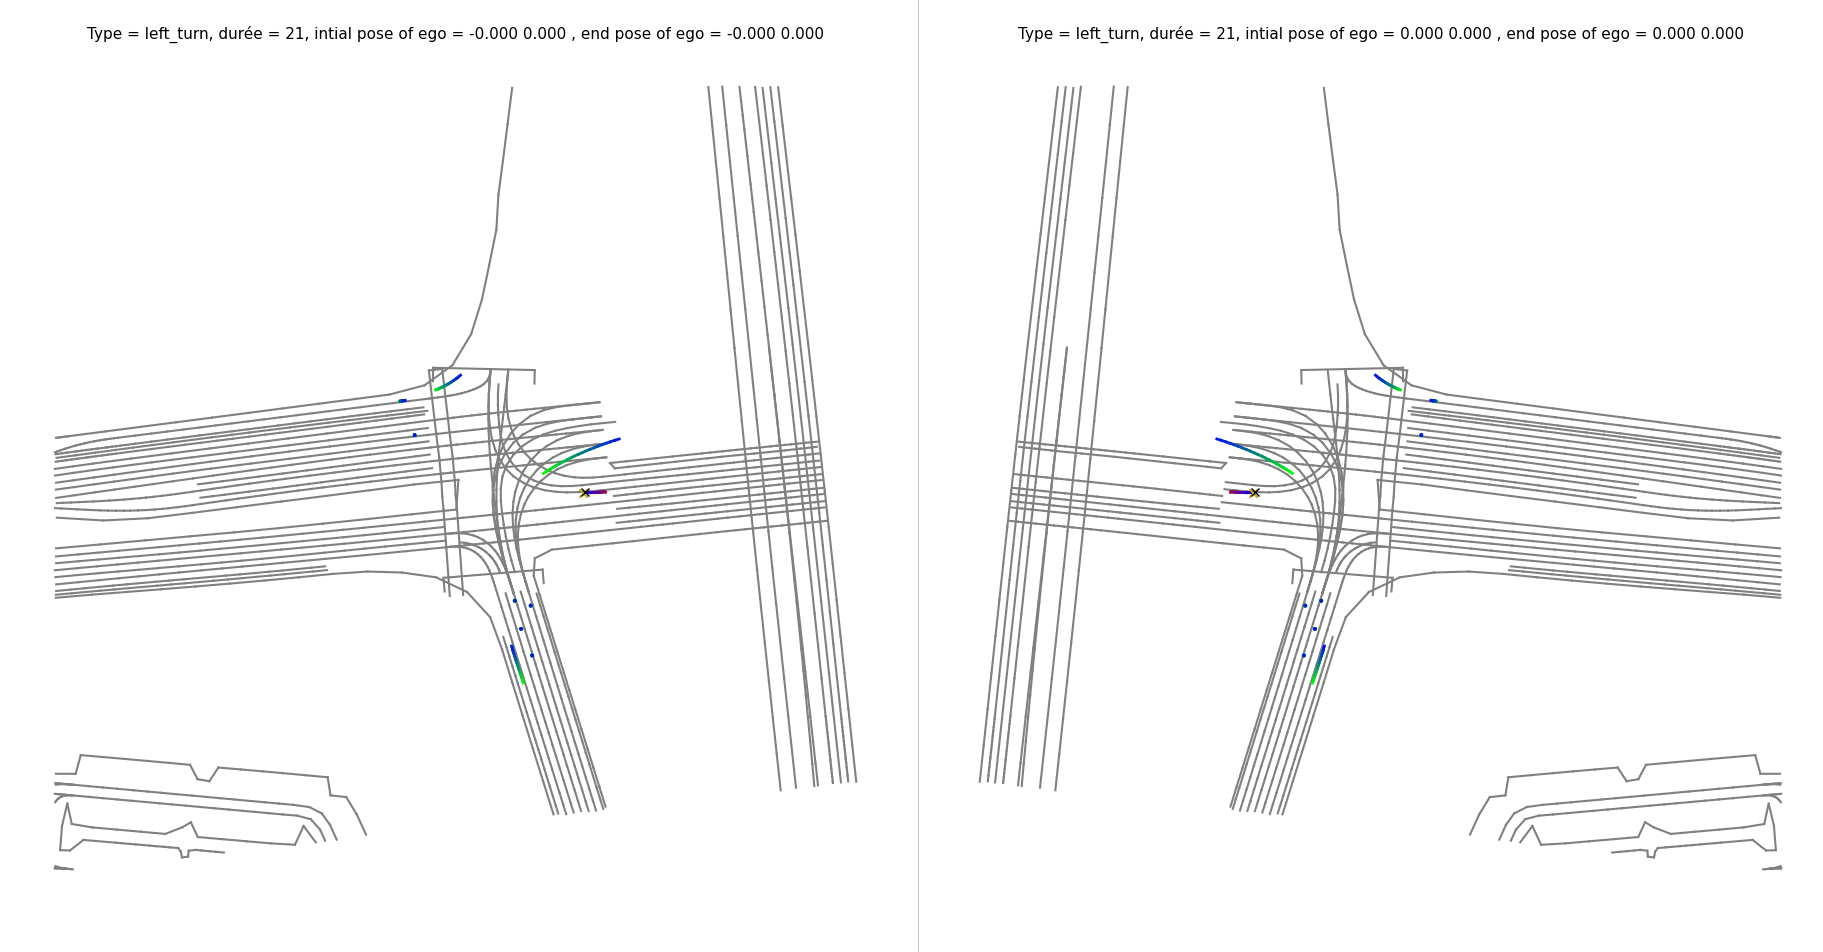 Type = left_turn, durée = 21, intial pose of ego = -0.000 0.000 , end pose of ego = -0.000 0.000
Type = left_turn, durée = 21, intial pose of ego = 0.000 0.000 , end pose of ego = 0.000 0.000